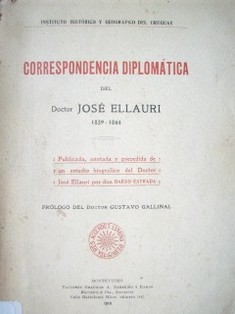 INSTITUTO HISTÓRICO Y GEOGRÁFICO DEL URUGUAY
CORRESPONDENCIA DIPLOMÁTICA
DEL
Doctor JOSÉ ELLAURI
1839-1844
Publicada, anotada y precedida de
un estudio biográfico del Doctor
José Ellauri por don DARÍO ESTRADA
PRÓLOGO DEL DOCTOR GUSTAVO GALLINAL
MONTEVIDEO